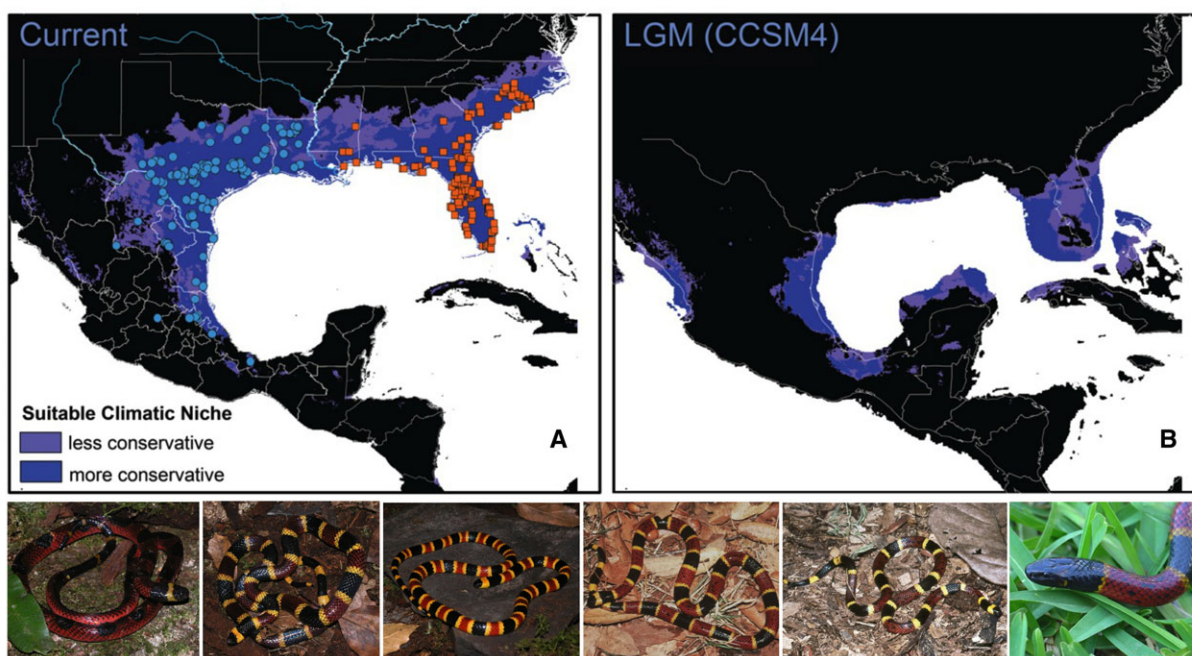 Current
LGM (CCSM4)
Suitable Climatic Niche
less conservative
more conservative
A
B